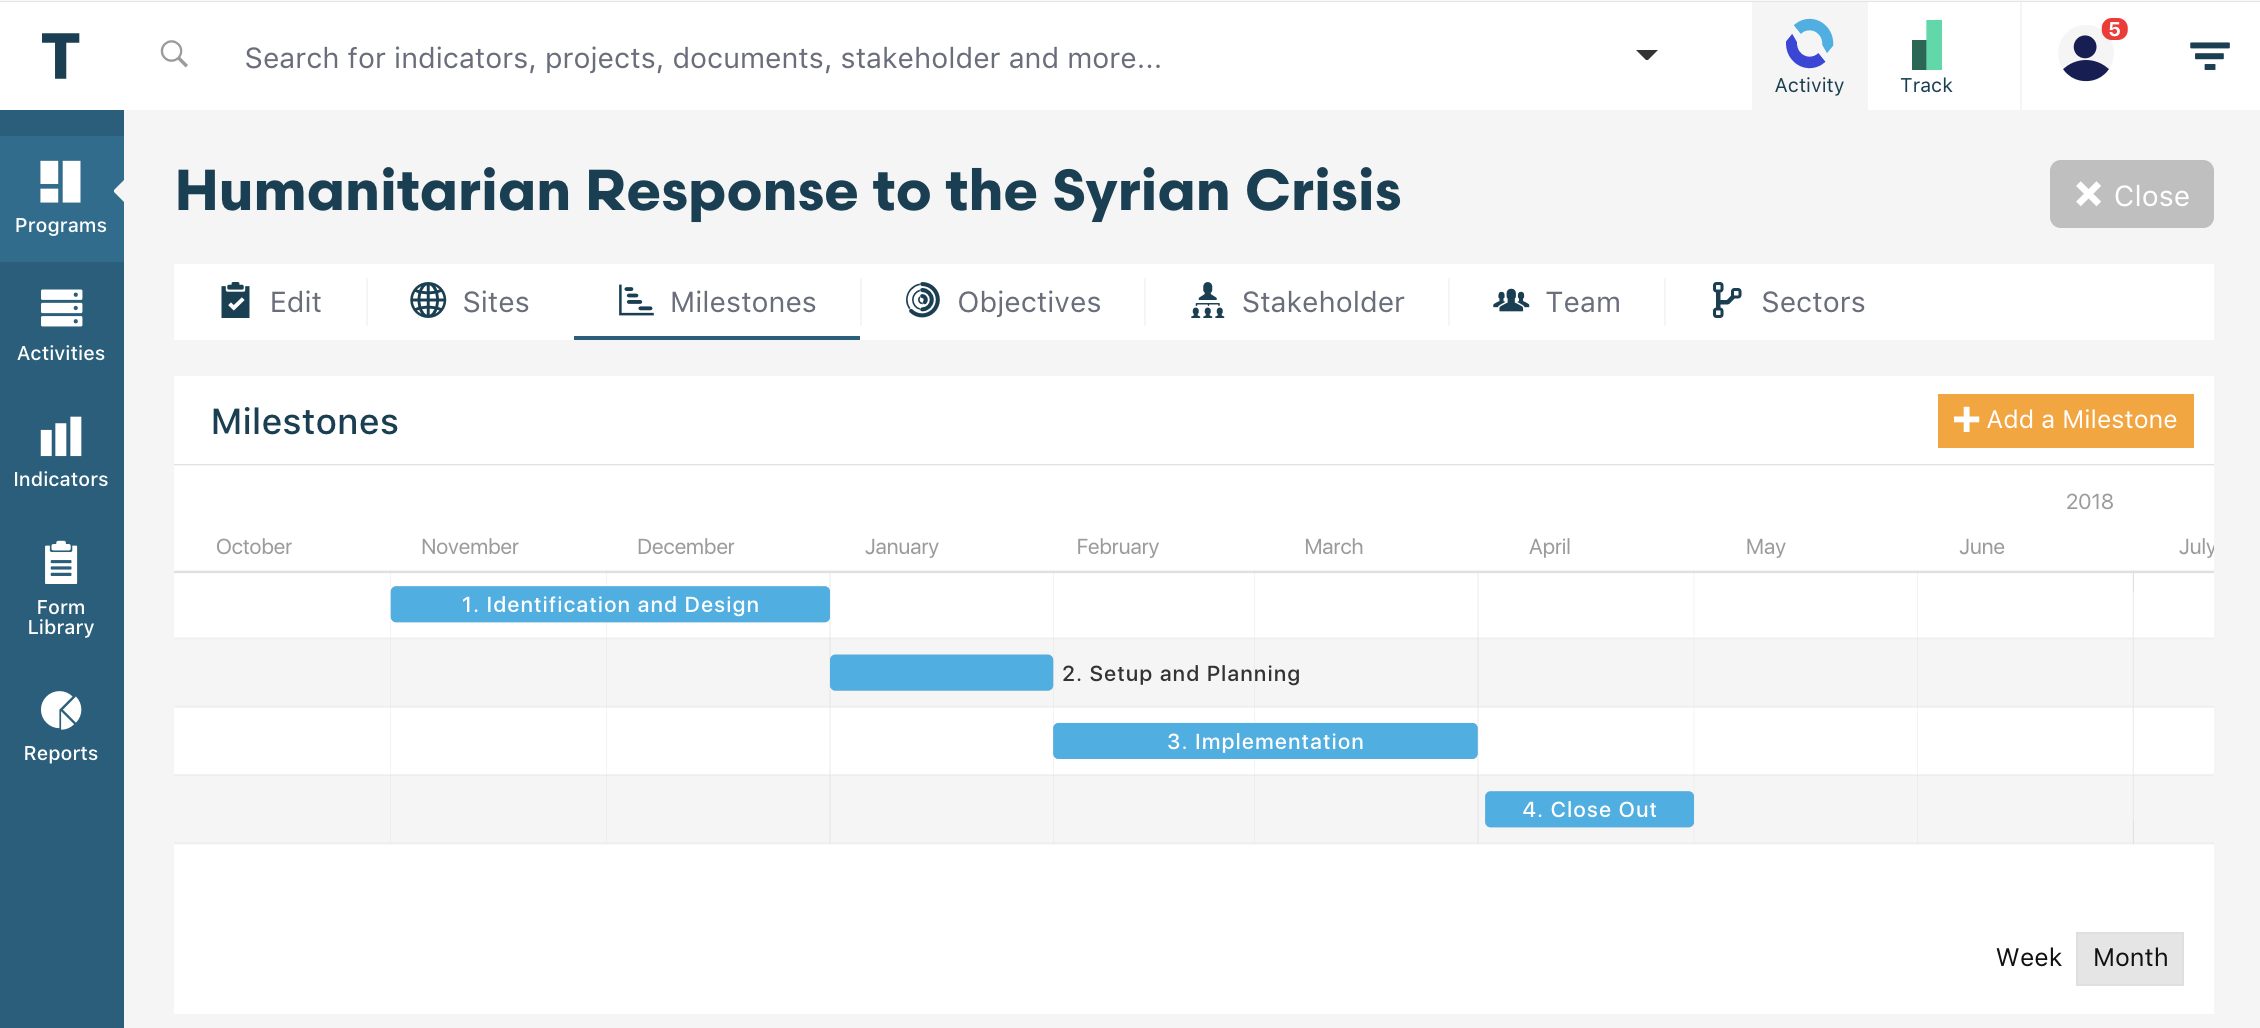 T
Search for indicators, projects, documents, stakeholder and more...
Activity
Track
5
Programs
Activities
Indicators
Form
Library
Reports
Humanitarian Response to the Syrian Crisis
Close
Edit
Sites
Milestones
Objectives
Stakeholder
Team
Sectors
Milestones
Add a Milestone
2018
October November December January February March April May June July
1. Identification and Design
2. Setup and Planning
3. Implementation
4. Close Out
Week Month